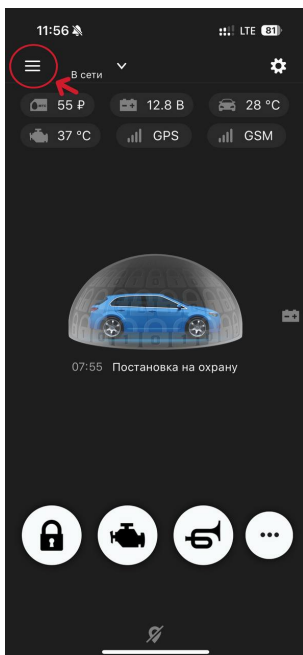 11:56 LTE 81
В сети
55 ₽ 12.8 В 28 °C
37 °C GPS GSM
07:55 Постановка на охрану